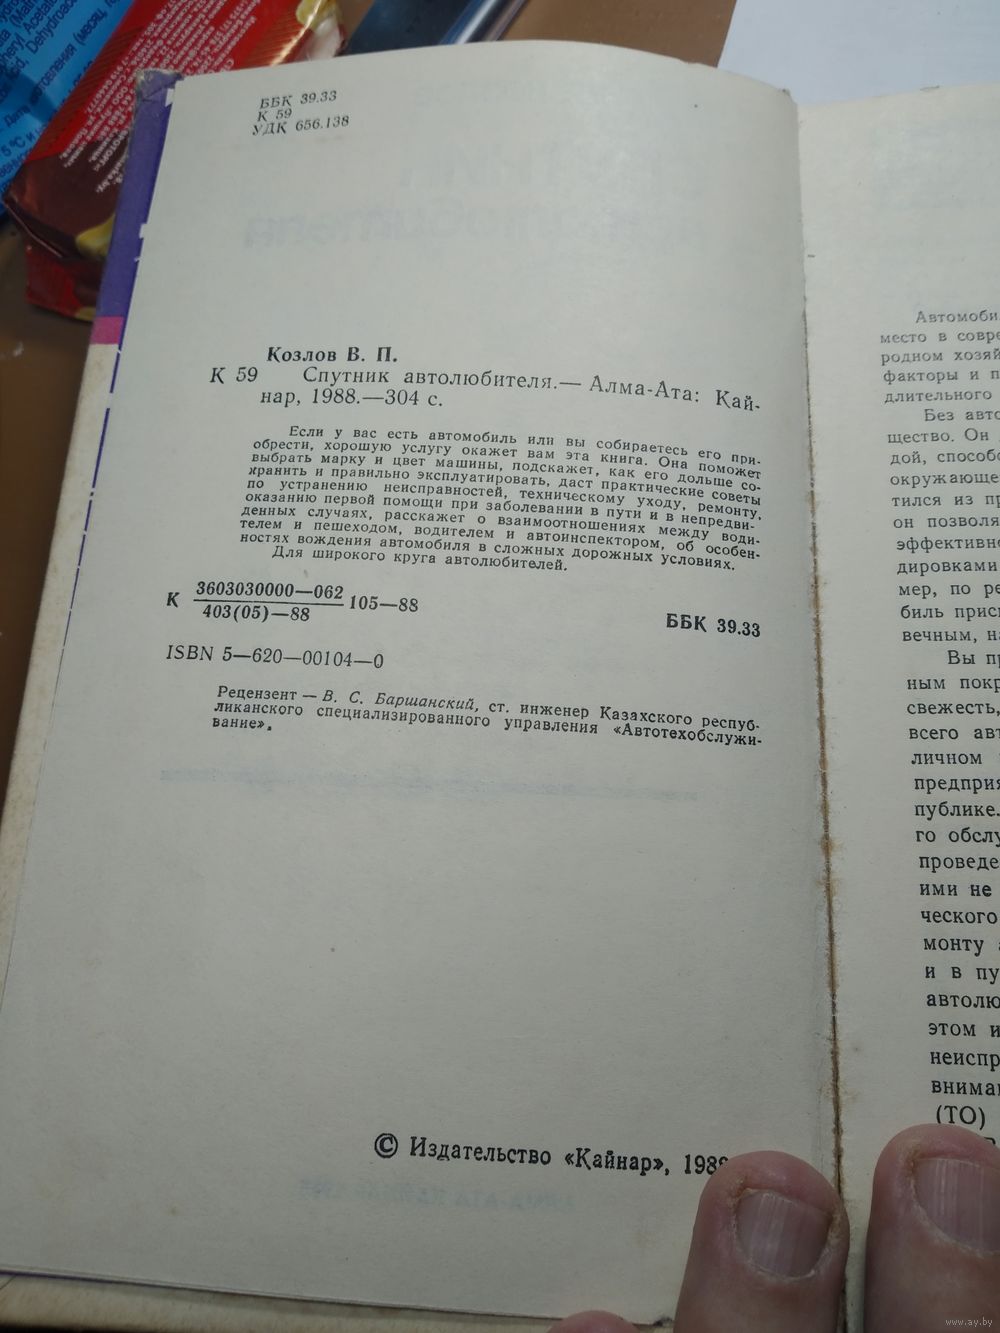 ББК 39.33
К 59
УДК 656.138
Козлов В. П.
К 59 Спутник автолюбителя.— Алма-Ата: Кай-
нар, 1988.—304 с.
Если у вас есть автомобиль или вы собираетесь его при-
обрести, хорошую услугу окажет вам эта книга. Она поможет
выбрать марку и цвет машины, подскажет, как его дольше со-
хранить и правильно эксплуатировать, даст практические советы
по устранению неисправностей, техническому уходу, ремонту,
оказанию первой помощи при заболевании в пути и в непредви-
денных случаях, расскажет о взаимоотношениях между води-
телем и пешеходом, водителем и автоинспектором, об особен-
ностях вождения автомобиля в сложных дорожных условиях.
Для широкого круга автолюбителей.
К 3603030000—062
403(05)—88 105—88
ББК 39.33
ISBN 5—620—00104—0
Рецензент — В. С. Баршанский, ст. инженер Казахского респуб-
ликанского специализированного управления «Автотехобслужи-
вание».
© Издательство «Кайнар», 1988
Автомоби
место в совре
родном хозяй
факторы и п
длительного
Без авто
щество. Он
дой, способо
окружающе
тился из пр
он позволя
эффективно
дировками
мер, по ре
биль присп
вечным, на
Вы пр
ным покр
свежесть,
всего авт
личном
предприя
публике.
го обслу
проведе
ими не
ческого
монту
и в пу
автолю
этом и
неиспр
вниман
(ТО)
www.ay.by